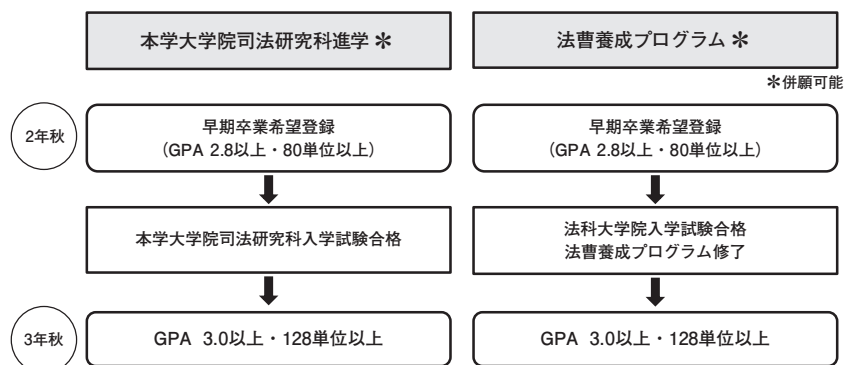 本学大学院司法研究科進学＊
法曹養成プログラム＊
＊併願可能
2年秋
早期卒業希望登録
（GPA 2.8以上・80単位以上）
早期卒業希望登録
（GPA 2.8以上・80単位以上）
本学大学院司法研究科入学試験合格
法科大学院入学試験合格
法曹養成プログラム修了
3年秋
GPA 3.0以上・128単位以上
GPA 3.0以上・128単位以上